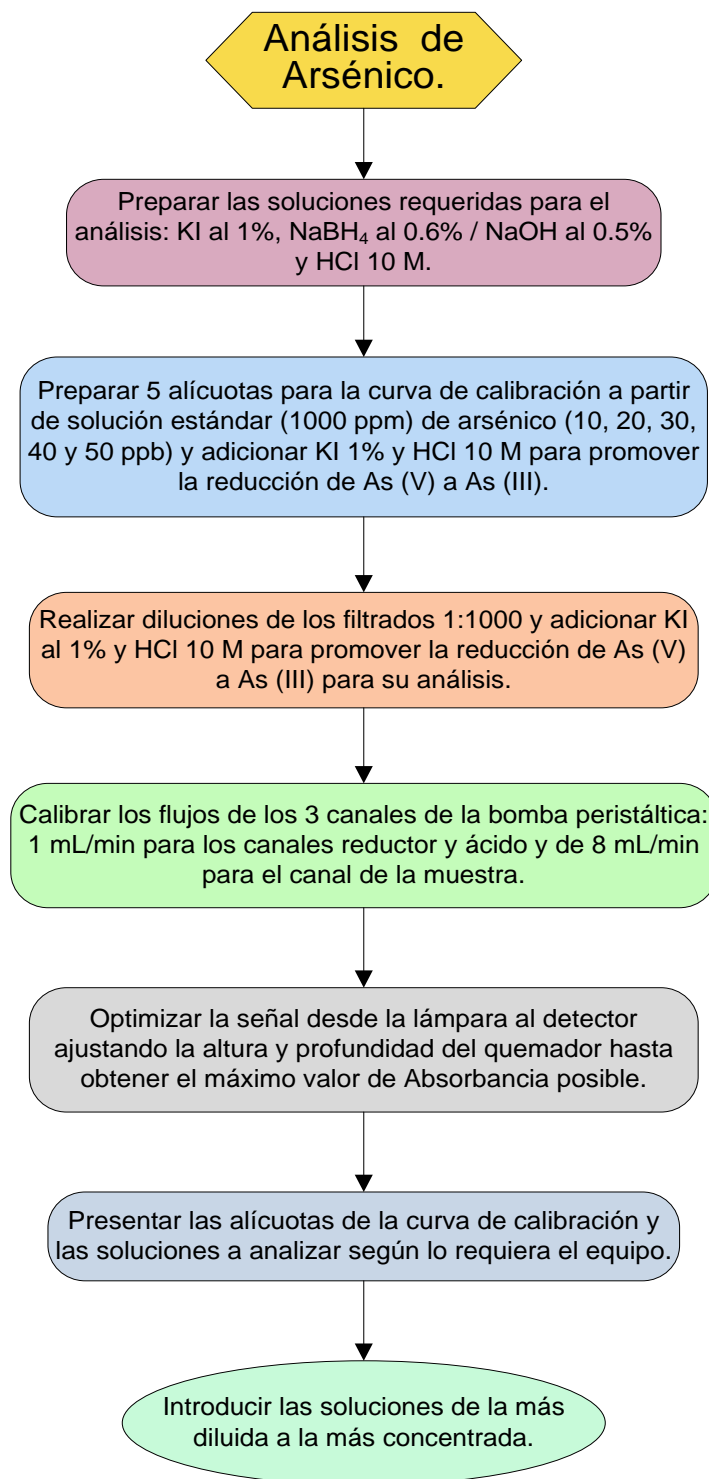 Análisis de
Arsénico.
Preparar las soluciones requeridas para el
análisis: KI al 1%, NaBH₄ al 0.6% / NaOH al 0.5%
y HCl 10 M.
Preparar 5 alícuotas para la curva de calibración a partir
de solución estándar (1000 ppm) de arsénico (10, 20, 30,
40 y 50 ppb) y adicionar KI 1% y HCl 10 M para promover
la reducción de As (V) a As (III).
Realizar diluciones de los filtrados 1:1000 y adicionar KI
al 1% y HCl 10 M para promover la reducción de As (V)
a As (III) para su análisis.
Calibrar los flujos de los 3 canales de la bomba peristáltica:
1 mL/min para los canales reductor y ácido y de 8 mL/min
para el canal de la muestra.
Optimizar la señal desde la lámpara al detector
ajustando la altura y profundidad del quemador hasta
obtener el máximo valor de Absorbancia posible.
Presentar las alícuotas de la curva de calibración y
las soluciones a analizar según lo requiera el equipo.
Introducir las soluciones de la más
diluida a la más concentrada.